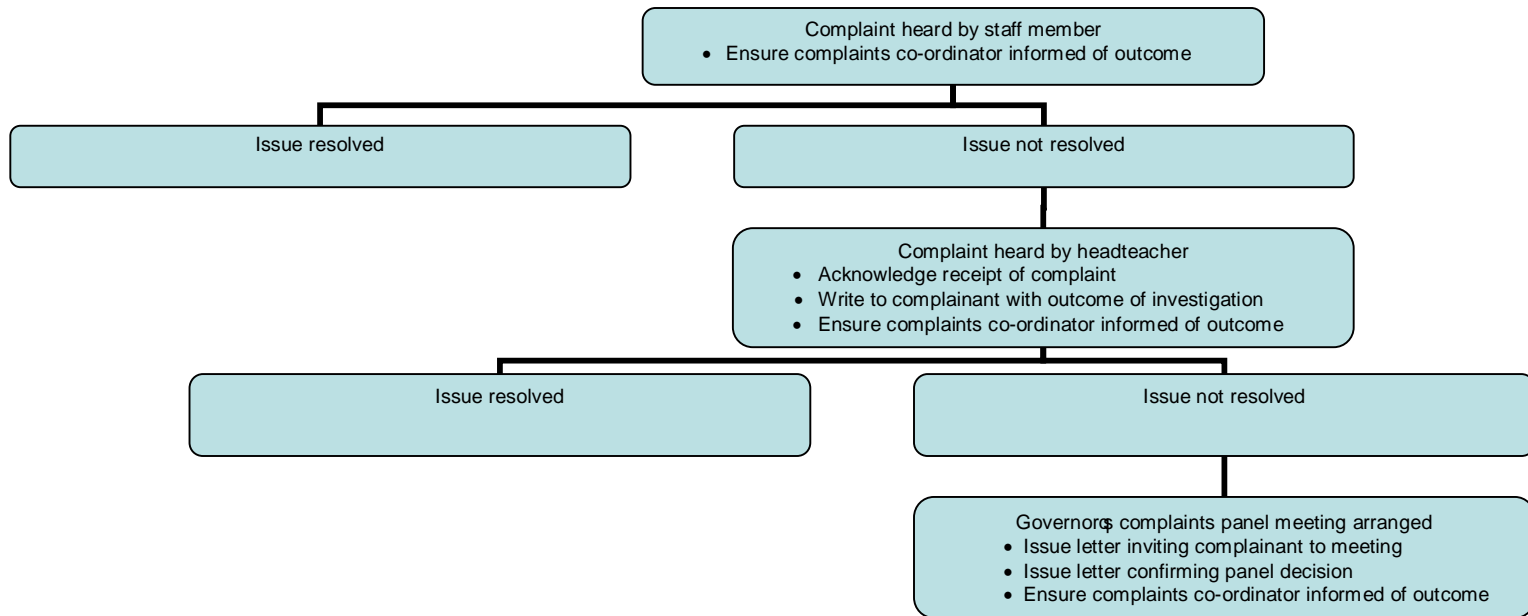 Complaint heard by staff member
• Ensure complaints co-ordinator informed of outcome
Issue resolved
Issue not resolved
Complaint heard by headteacher
• Acknowledge receipt of complaint
• Write to complainant with outcome of investigation
• Ensure complaints co-ordinator informed of outcome
Issue resolved
Issue not resolved
complaints panel meeting arranged
• Issue letter inviting complainant to meeting
• Issue letter confirming panel decision
• Ensure complaints co-ordinator informed of outcome